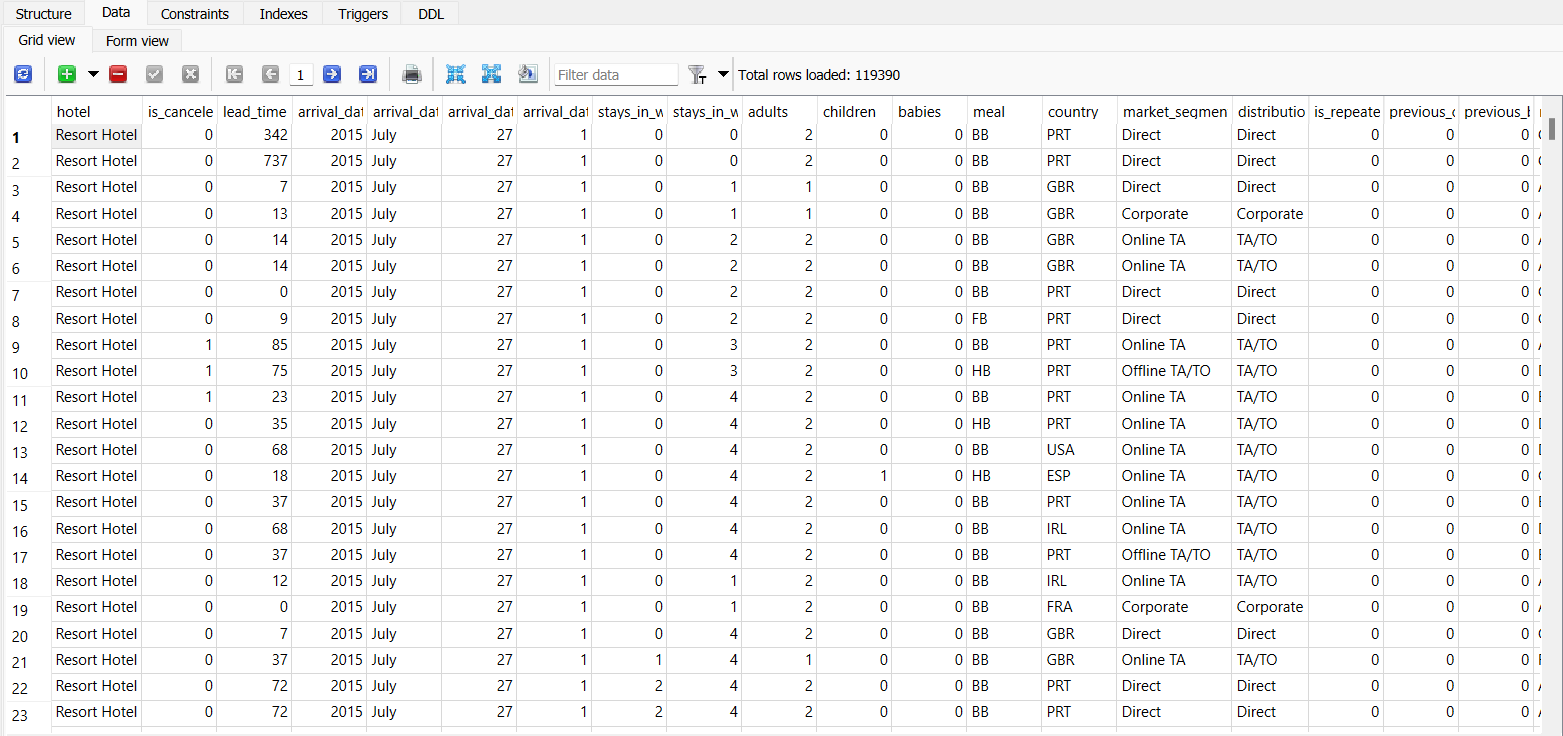 Structure Data Constraints Indexes Triggers DDL
Grid view Form view
1 Filter data Total rows loaded: 119390
hotel is_cancele lead_time arrival_dat arrival_dat arrival_dat arrival_dat stays_in_w stays_in_w adults children babies meal country market_segmen distributio is_repeate previous_c previous_b
1 Resort Hotel 0 342 2015 July 27 1 0 0 2 0 0 BB PRT Direct Direct 0 0 0
2 Resort Hotel 0 737 2015 July 27 1 0 0 2 0 0 BB PRT Direct Direct 0 0 0
3 Resort Hotel 0 7 2015 July 27 1 0 1 1 0 0 BB GBR Direct Direct 0 0 0
4 Resort Hotel 0 13 2015 July 27 1 0 1 1 0 0 BB GBR Corporate Corporate 0 0 0
5 Resort Hotel 0 14 2015 July 27 1 0 2 2 0 0 BB GBR Online TA TA/TO 0 0 0
6 Resort Hotel 0 14 2015 July 27 1 0 2 2 0 0 BB GBR Online TA TA/TO 0 0 0
7 Resort Hotel 0 0 2015 July 27 1 0 2 2 0 0 BB PRT Direct Direct 0 0 0
8 Resort Hotel 0 9 2015 July 27 1 0 2 2 0 0 FB PRT Direct Direct 0 0 0
9 Resort Hotel 1 85 2015 July 27 1 0 3 2 0 0 BB PRT Online TA TA/TO 0 0 0
10 Resort Hotel 1 75 2015 July 27 1 0 3 2 0 0 HB PRT Offline TA/TO TA/TO 0 0 0
11 Resort Hotel 1 23 2015 July 27 1 0 4 2 0 0 BB PRT Online TA TA/TO 0 0 0
12 Resort Hotel 0 35 2015 July 27 1 0 4 2 0 0 HB PRT Online TA TA/TO 0 0 0
13 Resort Hotel 0 68 2015 July 27 1 0 4 2 0 0 BB USA Online TA TA/TO 0 0 0
14 Resort Hotel 0 18 2015 July 27 1 0 4 2 1 0 HB ESP Online TA TA/TO 0 0 0
15 Resort Hotel 0 37 2015 July 27 1 0 4 2 0 0 BB PRT Online TA TA/TO 0 0 0
16 Resort Hotel 0 68 2015 July 27 1 0 4 2 0 0 BB IRL Online TA TA/TO 0 0 0
17 Resort Hotel 0 37 2015 July 27 1 0 4 2 0 0 BB PRT Offline TA/TO TA/TO 0 0 0
18 Resort Hotel 0 12 2015 July 27 1 0 1 2 0 0 BB IRL Online TA TA/TO 0 0 0
19 Resort Hotel 0 0 2015 July 27 1 0 1 2 0 0 BB FRA Corporate Corporate 0 0 0
20 Resort Hotel 0 7 2015 July 27 1 0 4 2 0 0 BB GBR Direct Direct 0 0 0
21 Resort Hotel 0 37 2015 July 27 1 1 4 1 0 0 BB GBR Online TA TA/TO 0 0 0
22 Resort Hotel 0 72 2015 July 27 1 2 4 2 0 0 BB PRT Direct Direct 0 0 0
23 Resort Hotel 0 72 2015 July 27 1 2 4 2 0 0 BB PRT Direct Direct 0 0 0